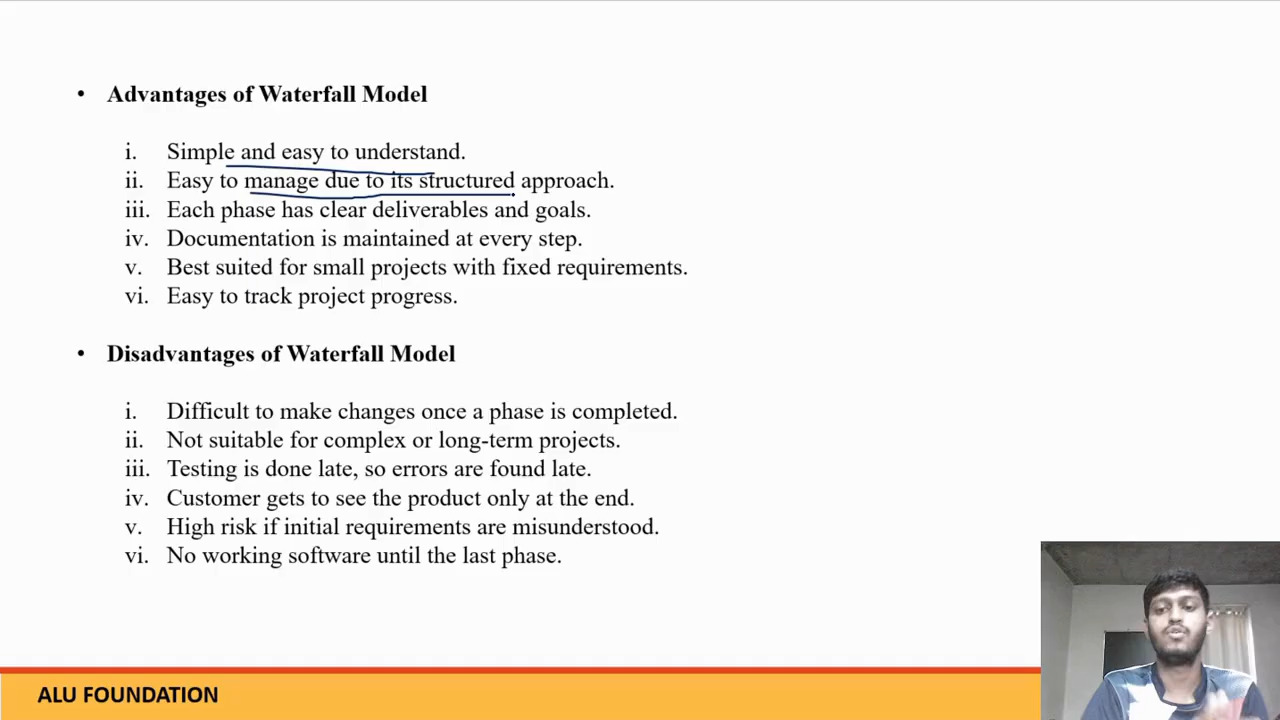 • Advantages of Waterfall Model
i. Simple and easy to understand.
ii. Easy to manage due to its structured approach.
iii. Each phase has clear deliverables and goals.
iv. Documentation is maintained at every step.
v. Best suited for small projects with fixed requirements.
vi. Easy to track project progress.
• Disadvantages of Waterfall Model
i. Difficult to make changes once a phase is completed.
ii. Not suitable for complex or long-term projects.
iii. Testing is done late, so errors are found late.
iv. Customer gets to see the product only at the end.
v. High risk if initial requirements are misunderstood.
vi. No working software until the last phase.
ALU FOUNDATION